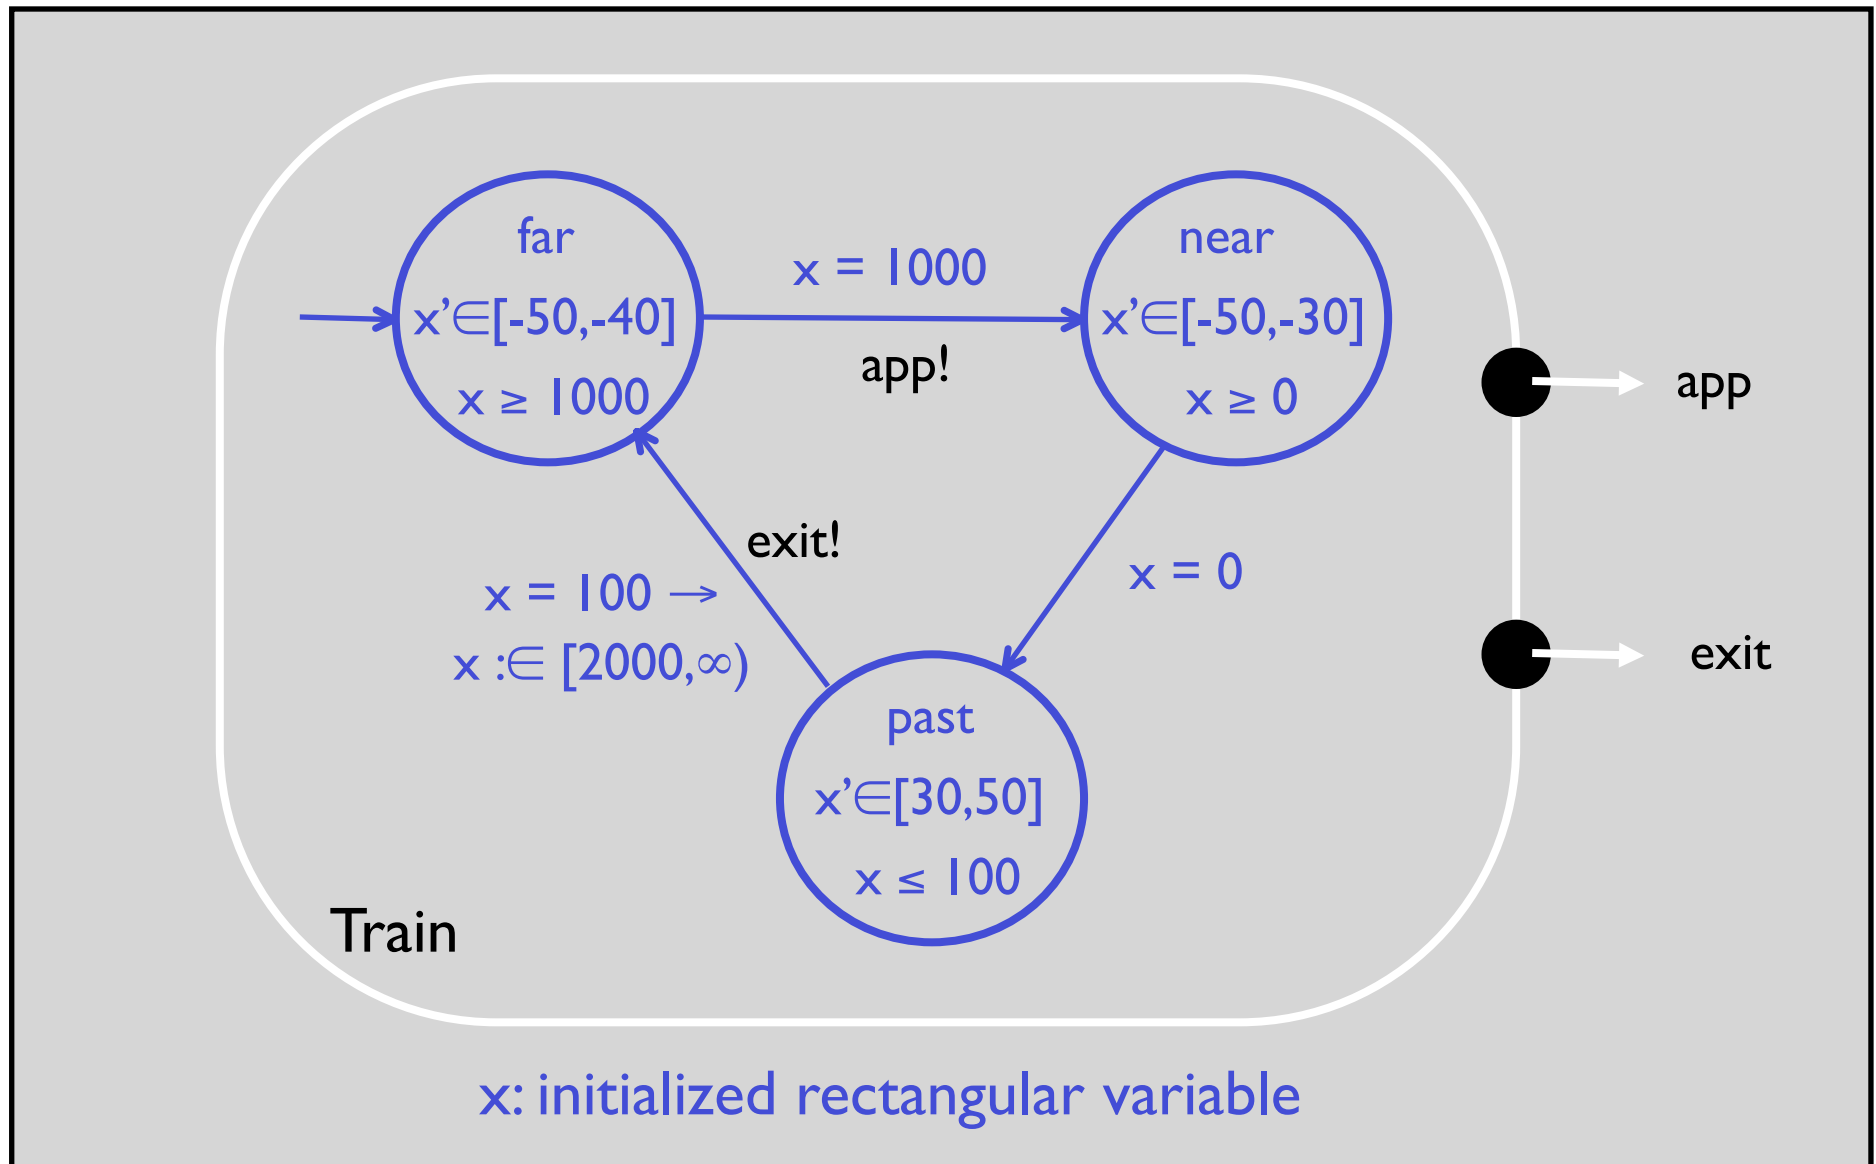 far
x'∈[-50,-40]
x ≥ 1000
x = 1000
app!
near
x'∈[-50,-30]
x ≥ 0
app
exit!
x = 100 →
x :∈ [2000,∞)
x = 0
exit
past
x'∈[30,50]
x ≤ 100
Train
x: initialized rectangular variable